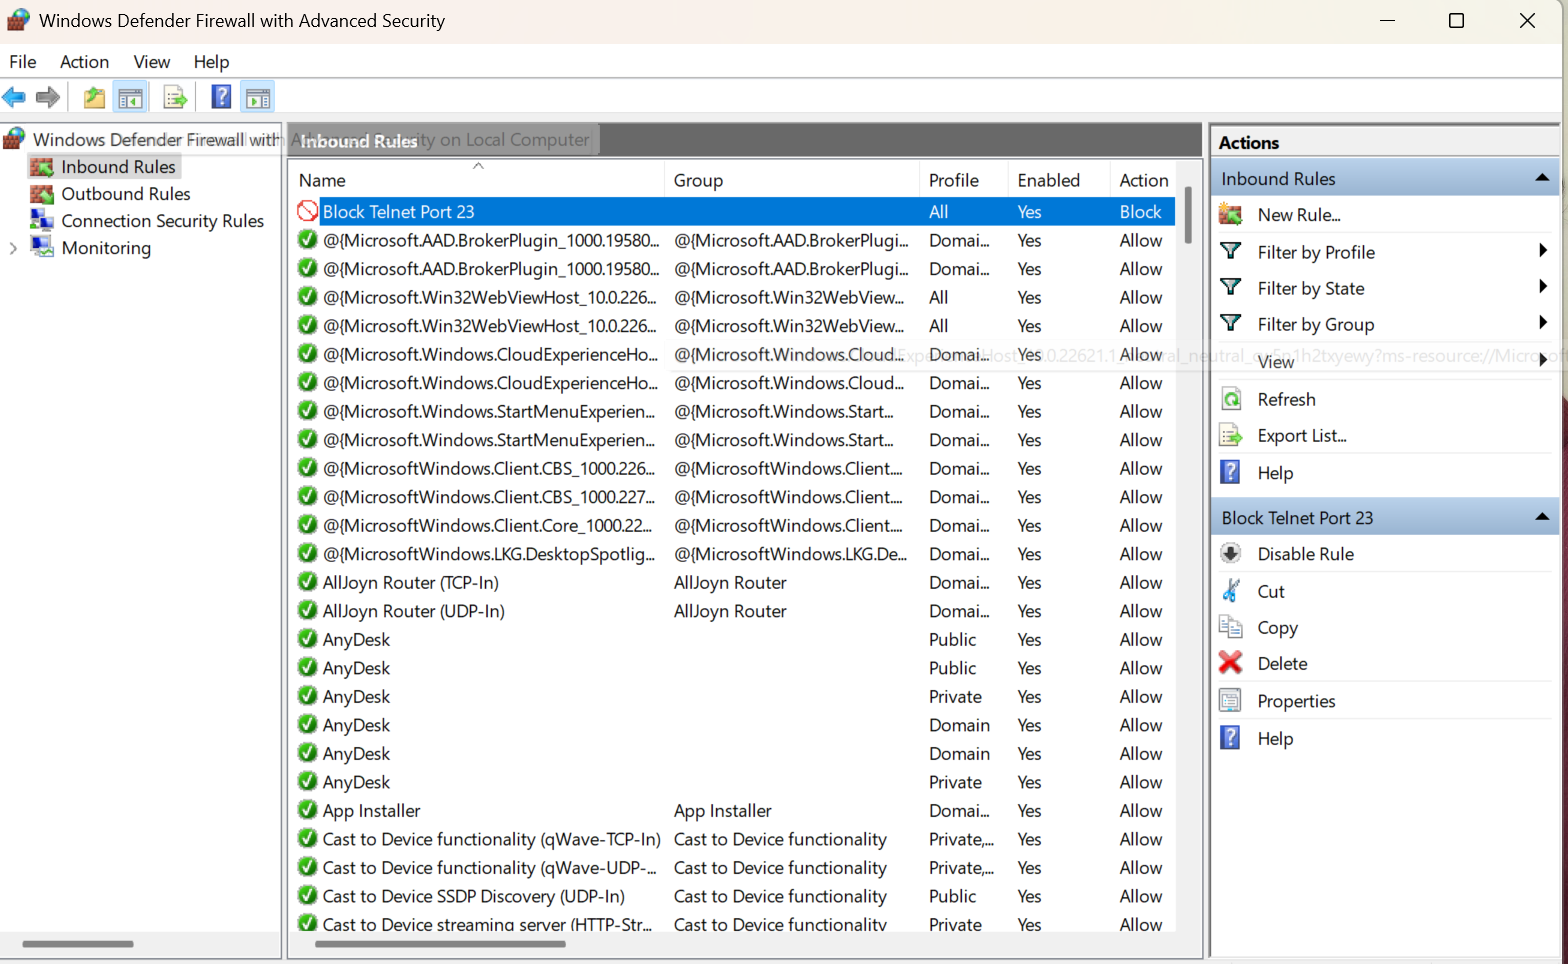 Windows Defender Firewall with Advanced Security
File Action View Help
Windows Defender Firewall with Advanced Security on Local Computer
Inbound Rules
Outbound Rules
Connection Security Rules
Monitoring
Inbound Rules
Name Group Profile Enabled Action
Block Telnet Port 23 All Yes Block
@{Microsoft.AAD.BrokerPlugin_1000.19580... @{Microsoft.AAD.BrokerPlugi... Domai... Yes Allow
@{Microsoft.AAD.BrokerPlugin_1000.19580... @{Microsoft.AAD.BrokerPlugi... Domai... Yes Allow
@{Microsoft.Win32WebViewHost_10.0.226... @{Microsoft.Win32WebView... All Yes Allow
@{Microsoft.Win32WebViewHost_10.0.226... @{Microsoft.Win32WebView... All Yes Allow
@{Microsoft.Windows.CloudExperienceHo... @{Microsoft.Windows.Cloud... Domai... Yes Allow
@{Microsoft.Windows.CloudExperienceHo... @{Microsoft.Windows.Cloud... Domai... Yes Allow
@{Microsoft.Windows.StartMenuExperien... @{Microsoft.Windows.Start... Domai... Yes Allow
@{Microsoft.Windows.StartMenuExperien... @{Microsoft.Windows.Start... Domai... Yes Allow
@{MicrosoftWindows.Client.CBS_1000.226... @{MicrosoftWindows.Client.... Domai... Yes Allow
@{MicrosoftWindows.Client.CBS_1000.227... @{MicrosoftWindows.Client.... Domai... Yes Allow
@{MicrosoftWindows.Client.Core_1000.22... @{MicrosoftWindows.Client.... Domai... Yes Allow
@{MicrosoftWindows.LKG.DesktopSpotlig... @{MicrosoftWindows.LKG.De... Domai... Yes Allow
AllJoyn Router (TCP-In) AllJoyn Router Domai... Yes Allow
AllJoyn Router (UDP-In) AllJoyn Router Domai... Yes Allow
AnyDesk Public Yes Allow
AnyDesk Public Yes Allow
AnyDesk Private Yes Allow
AnyDesk Domain Yes Allow
AnyDesk Domain Yes Allow
AnyDesk Private Yes Allow
App Installer App Installer Domai... Yes Allow
Cast to Device functionality (qWave-TCP-In) Cast to Device functionality Private,... Yes Allow
Cast to Device functionality (qWave-UDP-... Cast to Device functionality Private,... Yes Allow
Cast to Device SSDP Discovery (UDP-In) Cast to Device functionality Public Yes Allow
Cast to Device streaming server (HTTP-Str... Cast to Device functionality Private Yes Allow
Actions
Inbound Rules
New Rule...
Filter by Profile
Filter by State
Filter by Group
View
Refresh
Export List...
Help
Block Telnet Port 23
Disable Rule
Cut
Copy
Delete
Properties
Help